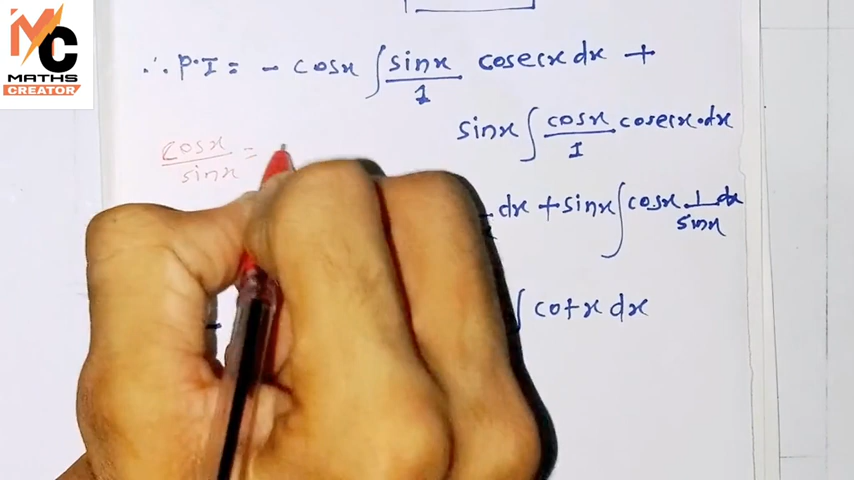 MC
MATHS
CREATOR
∴ P.I = - cosx ∫ sinx/1 cosecx dx +
sinx ∫ cosx/1 cosecx.dx
cosx/sinx =
dx + sinx ∫ cosx. 1/sinx dx
∫ cotx dx